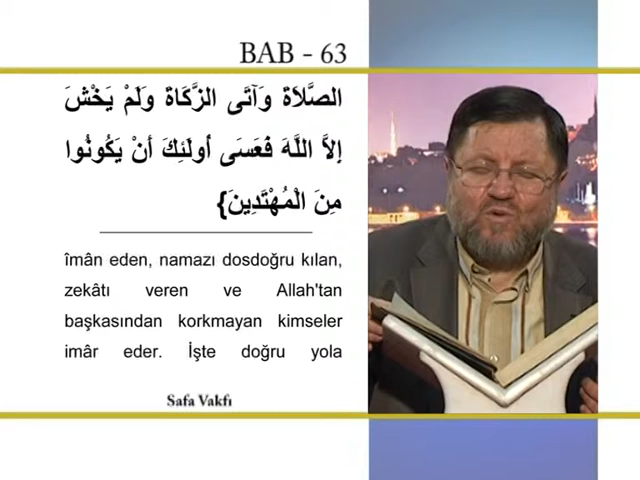 BAB - 63
الصَّلاَةَ وَآتَى الزَّكَاةَ وَلَمْ يَخْشَ
إِلاَّ اللَّهَ فَعَسَى أُولَئِكَ أَنْ يَكُونُوا
مِنَ الْمُهْتَدِينَ}
îmân eden, namazı dosdoğru kılan,
zekâtı veren ve Allah'tan
başkasından korkmayan kimseler
imâr eder. İşte doğru yola
Safa Vakfı